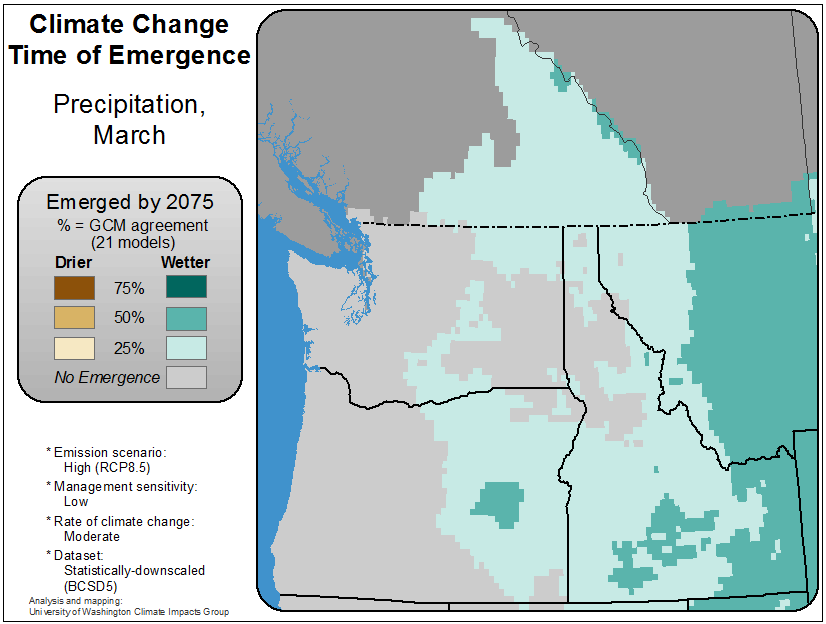 Climate Change
Time of Emergence
Precipitation,
March
Emerged by 2075
% = GCM agreement
(21 models)
Drier Wetter
75%
50%
25%
No Emergence
* Emission scenario:
High (RCP8.5)
* Management sensitivity:
Low
* Rate of climate change:
Moderate
* Dataset:
Statistically-downscaled
(BCSD5)
Analysis and mapping:
University of Washington Climate Impacts Group